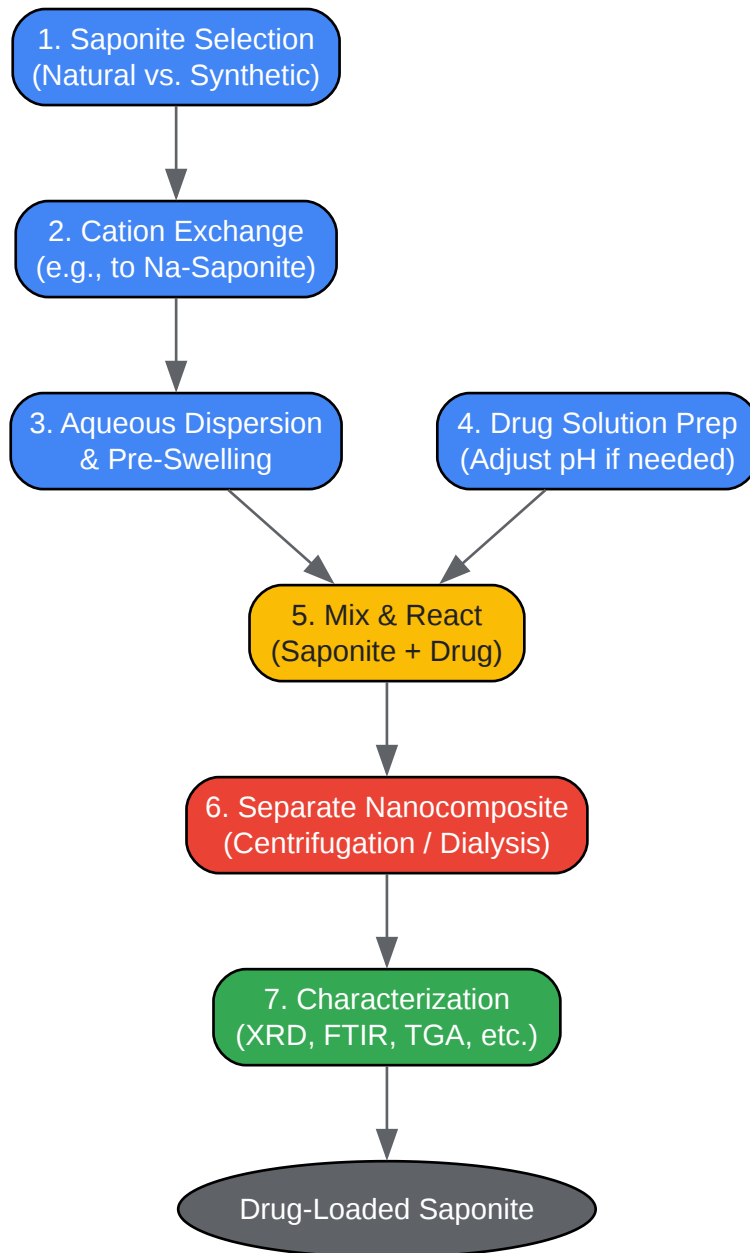 1. Saponite Selection
(Natural vs. Synthetic)
2. Cation Exchange
(e.g., to Na-Saponite)
3. Aqueous Dispersion
& Pre-Swelling
4. Drug Solution Prep
(Adjust pH if needed)
5. Mix & React
(Saponite + Drug)
6. Separate Nanocomposite
(Centrifugation / Dialysis)
7. Characterization
(XRD, FTIR, TGA, etc.)
Drug-Loaded Saponite